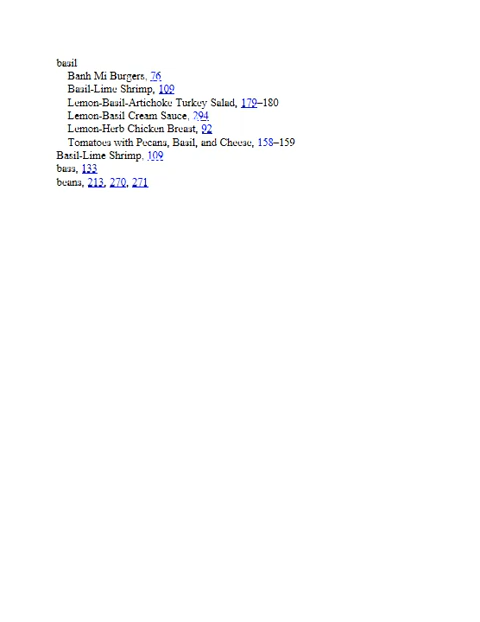 basil
Banh Mi Burgers, 76
Basil-Lime Shrimp, 109
Lemon-Basil-Artichoke Turkey Salad, 179–180
Lemon-Basil Cream Sauce, 294
Lemon-Herb Chicken Breast, 92
Tomatoes with Pecans, Basil, and Cheese, 158–159
Basil-Lime Shrimp, 109
bass, 133
beans, 213, 270, 271